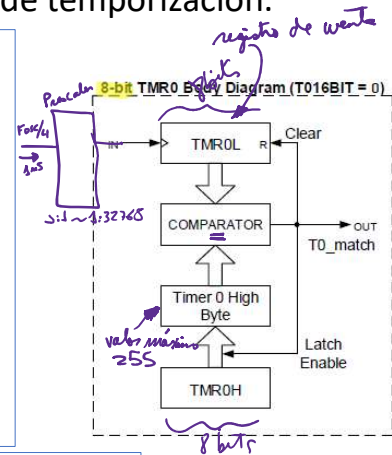 de temporización.
registro de cuenta
8 bits
Prescaler
8-bit TMR0 Body Diagram (T016BIT = 0)
Fosc/4
IN
TMR0L
R
Clear
1:1 ~ 1:32768
COMPARATOR
=
OUT
T0_match
Timer 0 High
Byte
valor máximo
255
Latch
Enable
TMR0H
8 bits